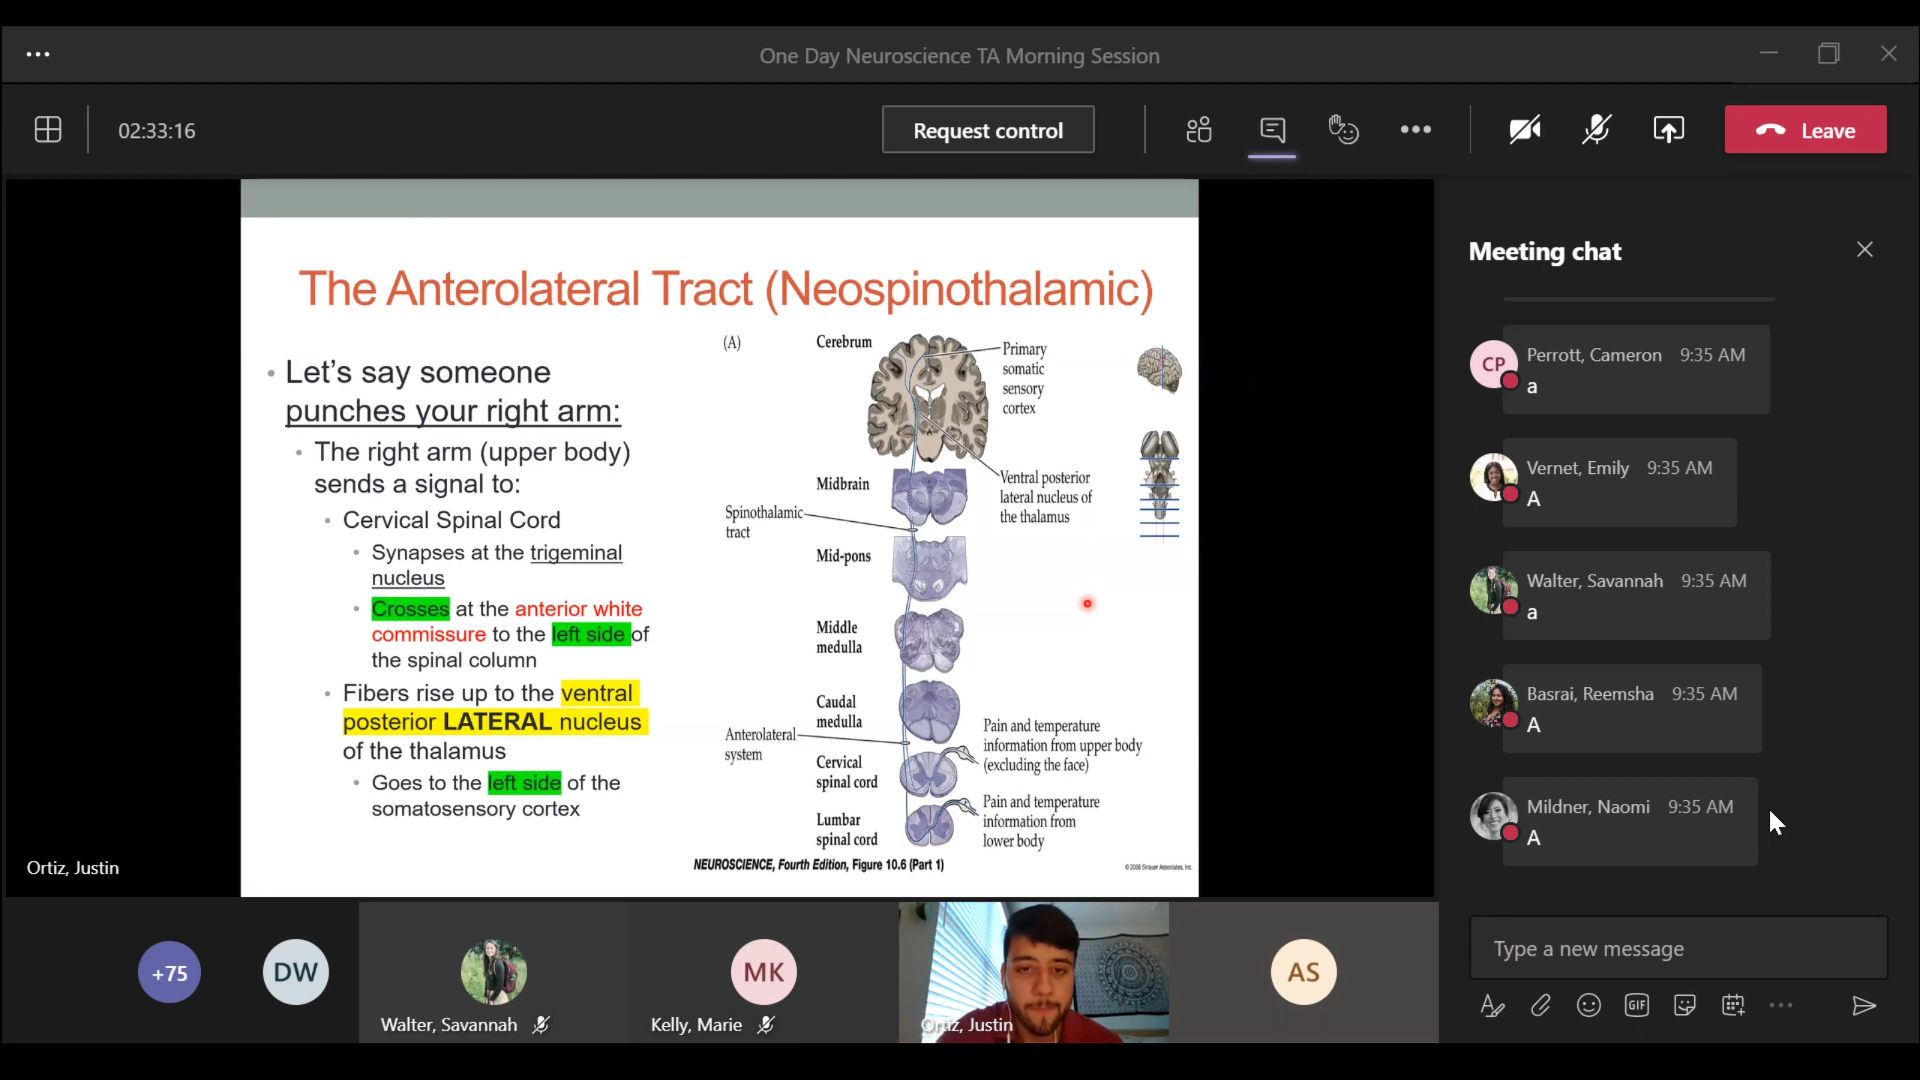 One Day Neuroscience TA Morning Session
02:33:16
Request control
Leave
The Anterolateral Tract (Neospinothalamic)
• Let’s say someone
punches your right arm:
• The right arm (upper body)
sends a signal to:
• Cervical Spinal Cord
• Synapses at the trigeminal
nucleus
• Crosses at the anterior white
commissure to the left side of
the spinal column
• Fibers rise up to the ventral
posterior LATERAL nucleus
of the thalamus
• Goes to the left side of the
somatosensory cortex
(A)
Cerebrum
Primary
somatic
sensory
cortex
Midbrain
Ventral posterior
lateral nucleus of
the thalamus
Spinothalamic
tract
Mid-pons
Middle
medulla
Caudal
medulla
Anterolateral
system
Pain and temperature
information from upper body
(excluding the face)
Cervical
spinal cord
Pain and temperature
information from
lower body
Lumbar
spinal cord
NEUROSCIENCE, Fourth Edition, Figure 10.6 (Part 1)
© 2008 Sinauer Associates, Inc.
Ortiz, Justin
Meeting chat
CP
Perrott, Cameron 9:35 AM
a
Vernet, Emily 9:35 AM
A
Walter, Savannah 9:35 AM
a
Basrai, Reemsha 9:35 AM
A
Mildner, Naomi 9:35 AM
A
Type a new message
GIF
+75
DW
Walter, Savannah
MK
Kelly, Marie
Ortiz, Justin
AS